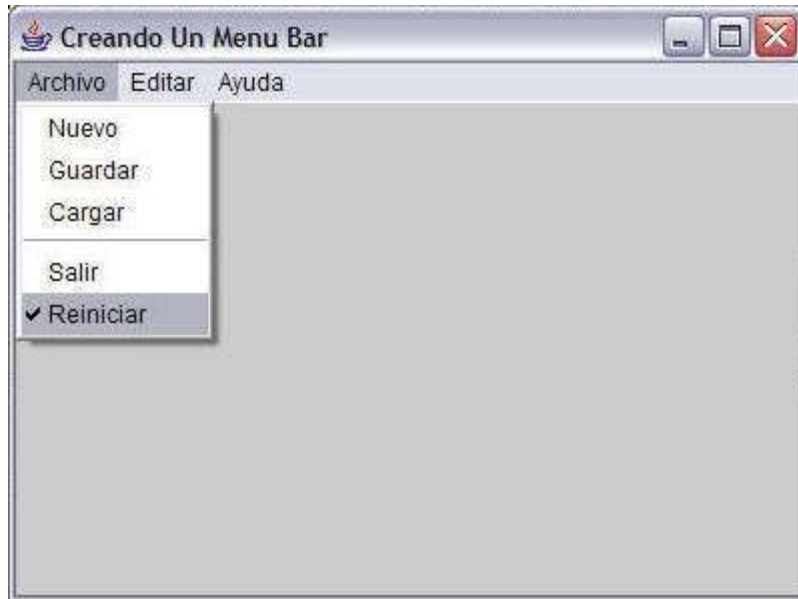 Creando Un Menu Bar
Archivo Editar Ayuda
Nuevo
Guardar
Cargar
Salir
Reiniciar